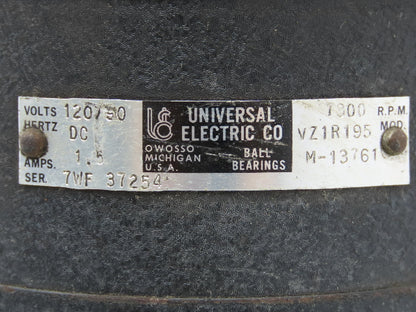 VOLTS 120/90
HERTZ DC
AMPS. 1.5
SER. 7WF 37254
UNIVERSAL
ELECTRIC CO
OWOSSO
MICHIGAN
U.S.A.
BALL
BEARINGS
R.P.M.
VZ1R195 MOD.
M-13761